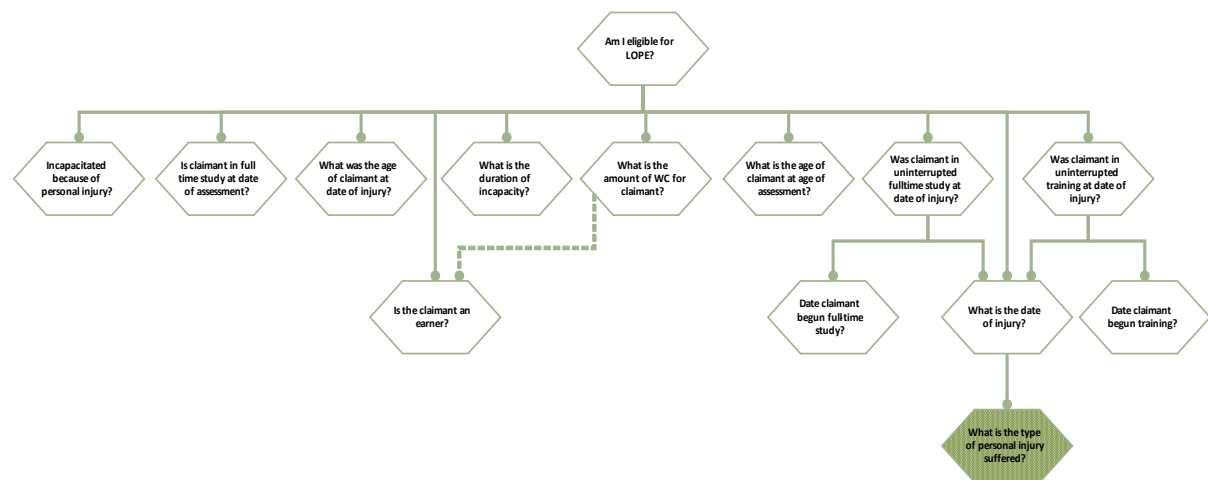 Am I eligible for
LOPE?
Incapacitated
because of
personal injury?
Is claimant in full
time study at date
of assessment?
What was the age
of claimant at
date of injury?
What is the
duration of
incapacity?
What is the
amount of WC for
claimant?
What is the age of
claimant at age of
assessment?
Was claimant in
uninterrupted
fulltime study at
date of injury?
Was claimant in
uninterrupted
training at date of
injury?
Is the claimant an
earner?
Date claimant
begun full-time
study?
What is the date
of injury?
Date claimant
begun training?
What is the type
of personal injury
suffered?